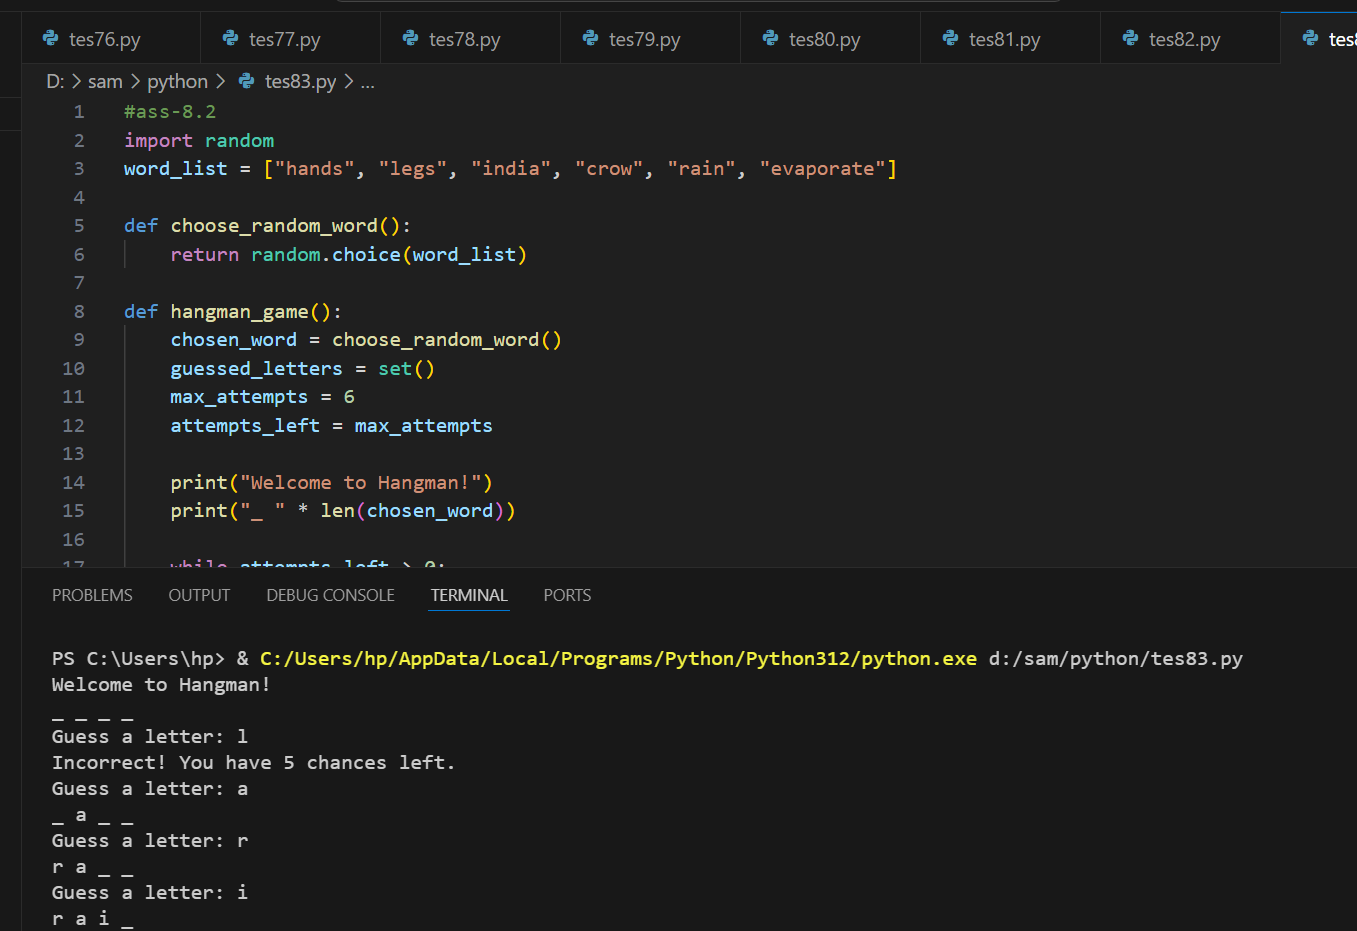 tes76.py tes77.py tes78.py tes79.py tes80.py tes81.py tes82.py
D: > sam > python > tes83.py > ...
1 #ass-8.2
2 import random
3 word_list = ["hands", "legs", "india", "crow", "rain", "evaporate"]
4
5 def choose_random_word():
6     return random.choice(word_list)
7
8 def hangman_game():
9     chosen_word = choose_random_word()
10     guessed_letters = set()
11     max_attempts = 6
12     attempts_left = max_attempts
13
14     print("Welcome to Hangman!")
15     print("_ " * len(chosen_word))
16
17     while attempts_left > 0:
PROBLEMS OUTPUT DEBUG CONSOLE TERMINAL PORTS
PS C:\Users\hp> & C:/Users/hp/AppData/Local/Programs/Python/Python312/python.exe d:/sam/python/tes83.py
Welcome to Hangman!
_ _ _ _
Guess a letter: l
Incorrect! You have 5 chances left.
Guess a letter: a
_ a _ _
Guess a letter: r
r a _ _
Guess a letter: i
r a i _